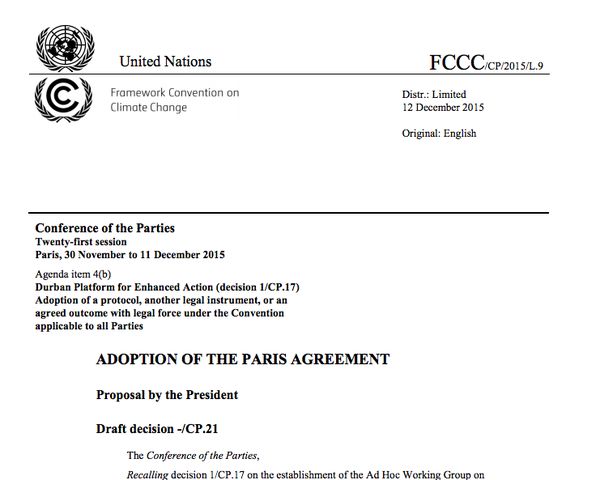 United Nations
FCCC/CP/2015/L.9
Framework Convention on
Climate Change
Distr.: Limited
12 December 2015
Original: English
Conference of the Parties
Twenty-first session
Paris, 30 November to 11 December 2015
Agenda item 4(b)
Durban Platform for Enhanced Action (decision 1/CP.17)
Adoption of a protocol, another legal instrument, or an
agreed outcome with legal force under the Convention
applicable to all Parties
ADOPTION OF THE PARIS AGREEMENT
Proposal by the President
Draft decision -/CP.21
The Conference of the Parties,
Recalling decision 1/CP.17 on the establishment of the Ad Hoc Working Group on